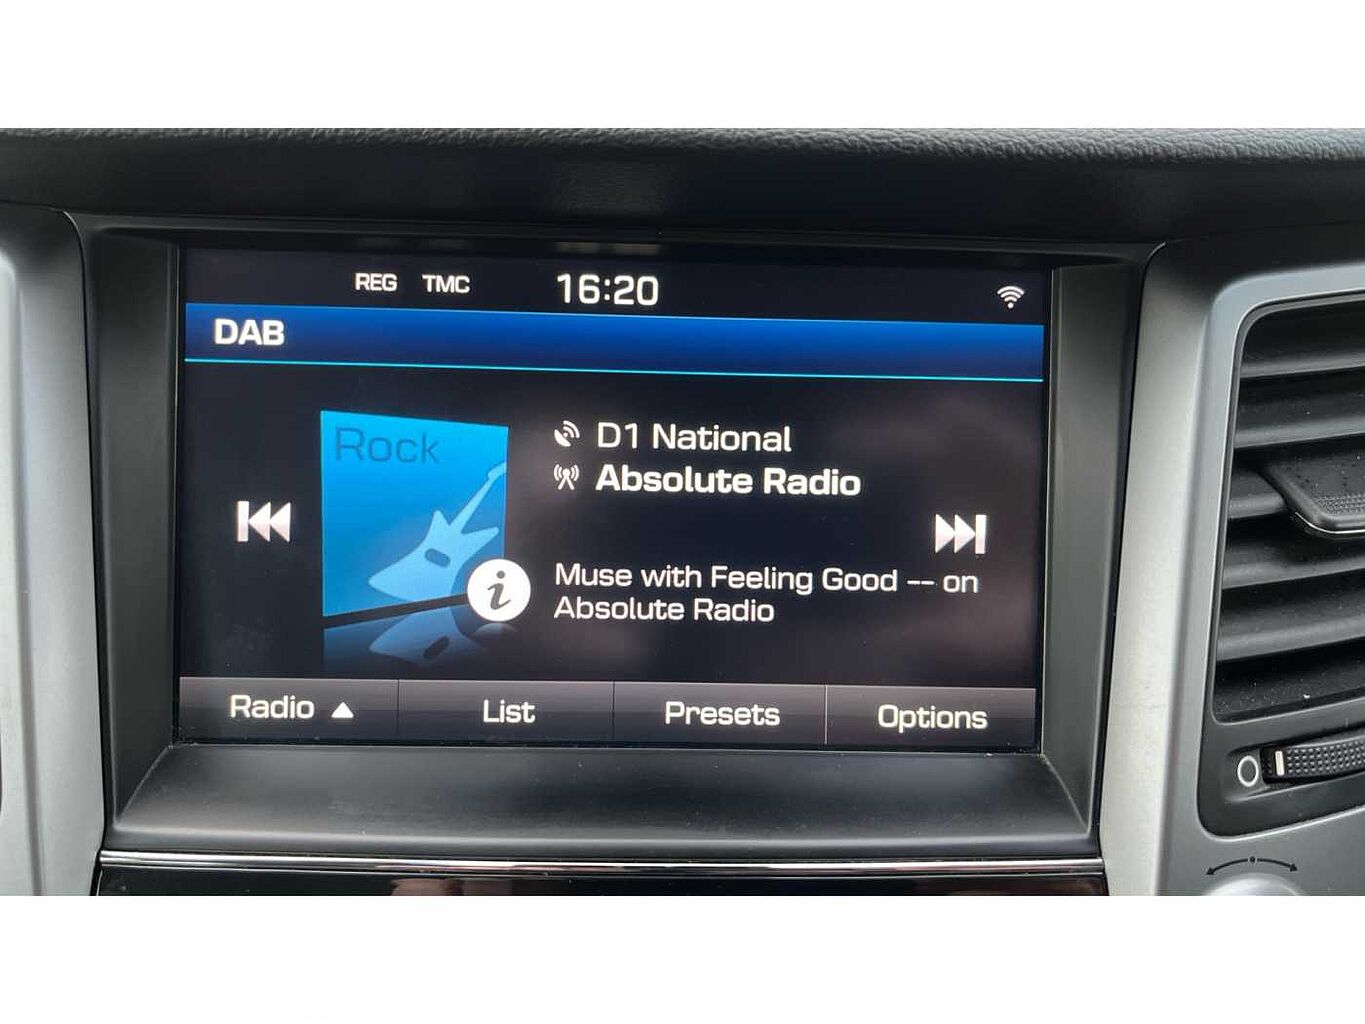 REG TMC 16:20
DAB
Rock
D1 National
Absolute Radio
i
Muse with Feeling Good -- on
Absolute Radio
Radio ▲ List Presets Options